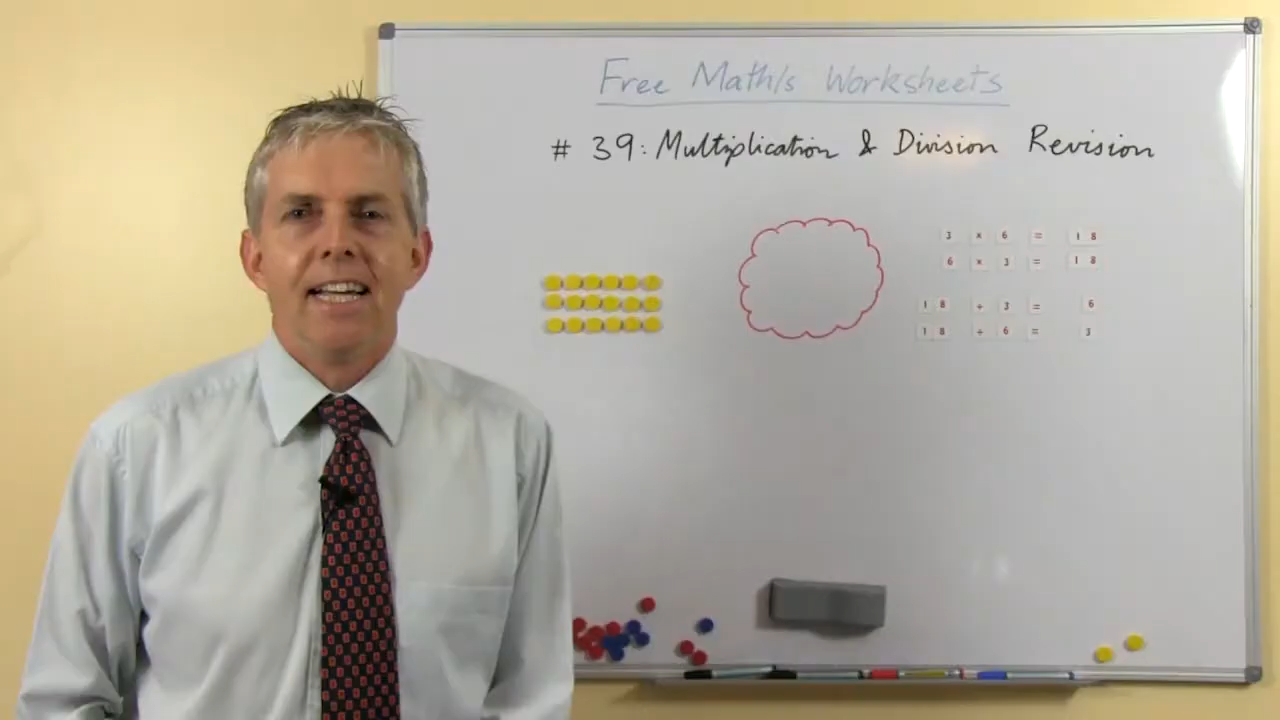 Free Math/s Worksheets
# 39: Multiplication & Division Revision
3 × 6 = 18
6 × 3 = 18
18 ÷ 3 = 6
18 ÷ 6 = 3